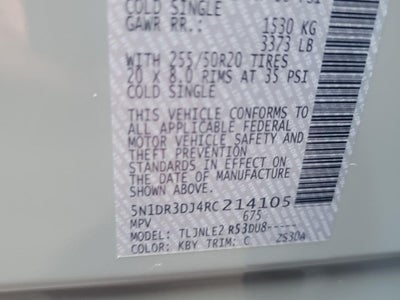 COLD SINGLE
GAWR RR.: 1530 KG
3373 LB
WITH 255/50R20 TIRES
20 X 8.0 RIMS AT 35 PSI
COLD SINGLE
THIS VEHICLE CONFORMS TO
ALL APPLICABLE FEDERAL
MOTOR VEHICLE SAFETY AND
THEFT PREVENTION
STANDARDS IN EFFECT ON
THE DATE OF MANUFACTURE
SHOWN ABOVE.
5N1DR3DJ4RC214105
MPV 675
MODEL: TLJNLE2 RS3DU8-----
COLOR: KBY TRIM: C ZS30A